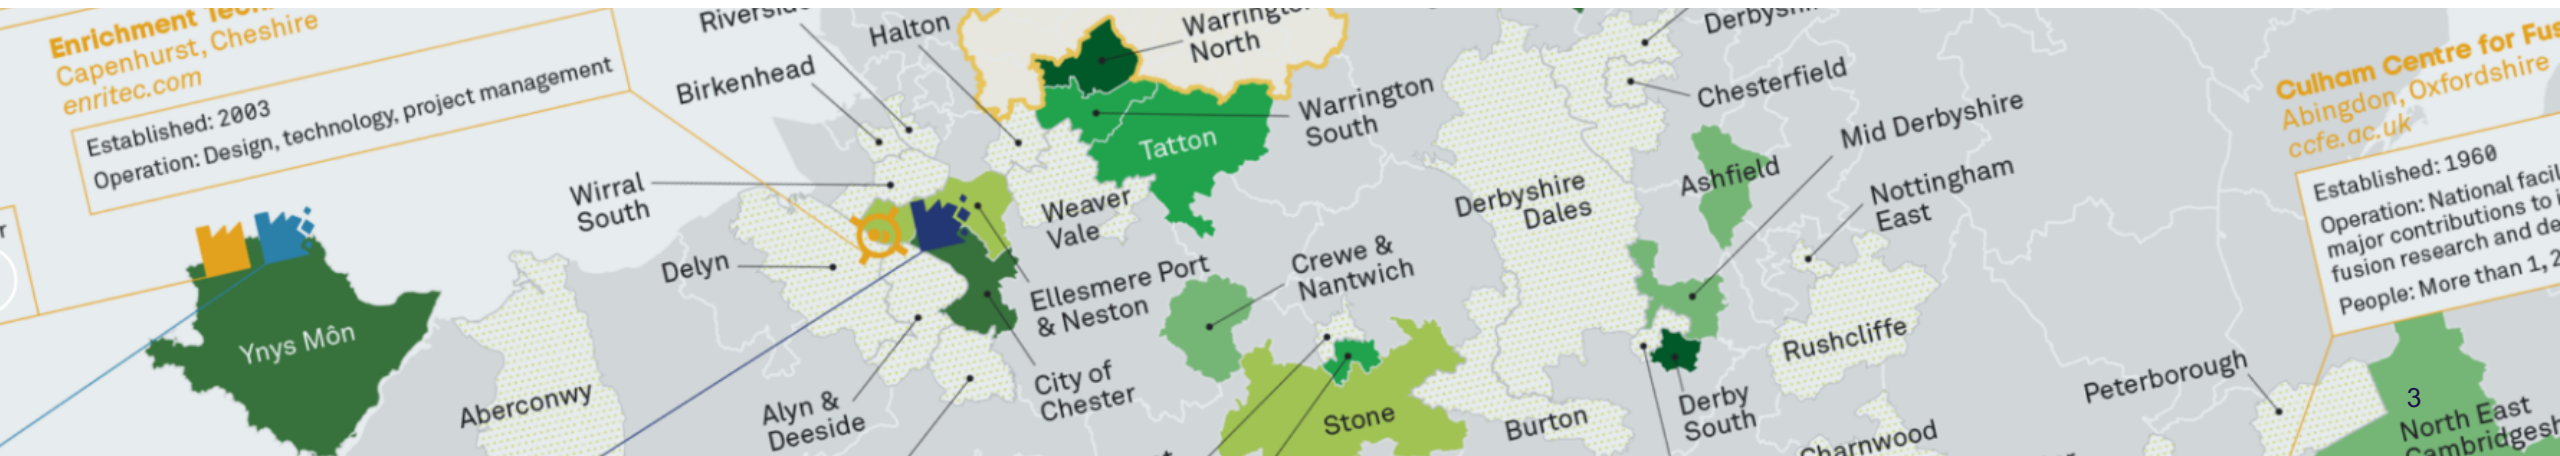 Enrichment
Capenhurst, Cheshire
enritec.com
Established: 2003
Operation: Design, technology, project management
Halton
Birkenhead
Warrington
North
Warrington
South
Tatton
Chesterfield
Mid Derbyshire
Ashfield
Nottingham
East
Derbyshire
Dales
Wirral
South
Weaver
Vale
Delyn
Ellesmere Port
& Neston
Crewe &
Nantwich
City of
Chester
Alyn &
Deeside
Ynys Môn
Aberconwy
Stone
Burton
Derby
South
Rushcliffe
Charnwood
Peterborough
3
North East
Culham Centre for
Abingdon, Oxfordshire
ccfe.ac.uk
Established: 1960
Operation: National
major contributions to
fusion research and
People: More than